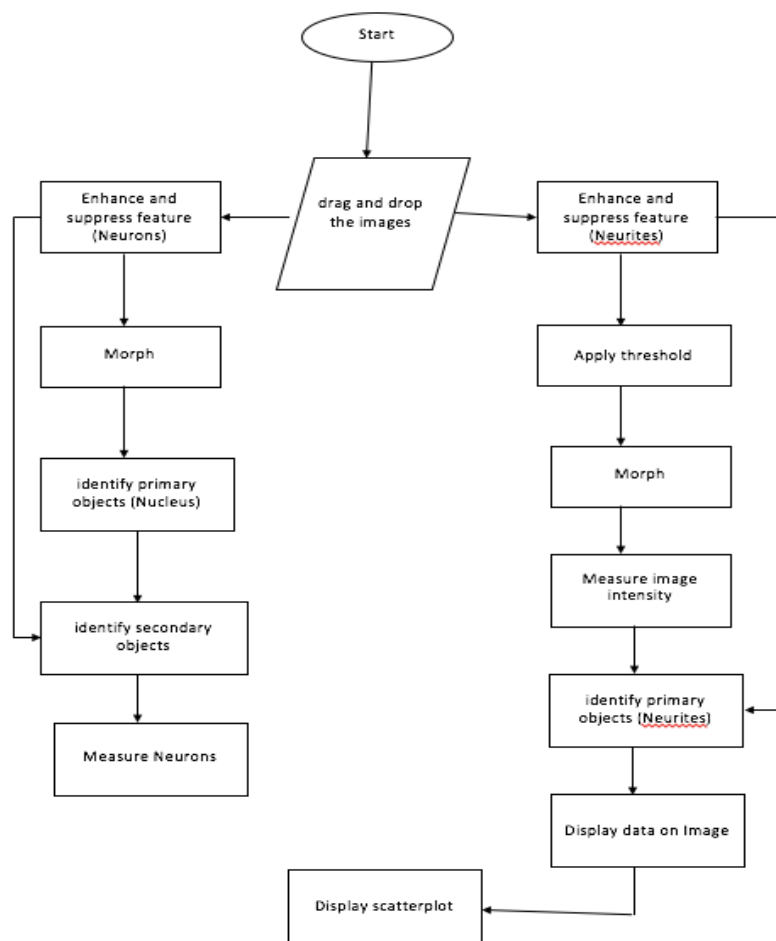 Start
drag and drop
the images
Enhance and
suppress feature
(Neurons)
Morph
identify primary
objects (Nucleus)
identify secondary
objects
Measure Neurons
Enhance and
suppress feature
(Neurites)
Apply threshold
Morph
Measure image
intensity
identify primary
objects (Neurites)
Display data on Image
Display scatterplot